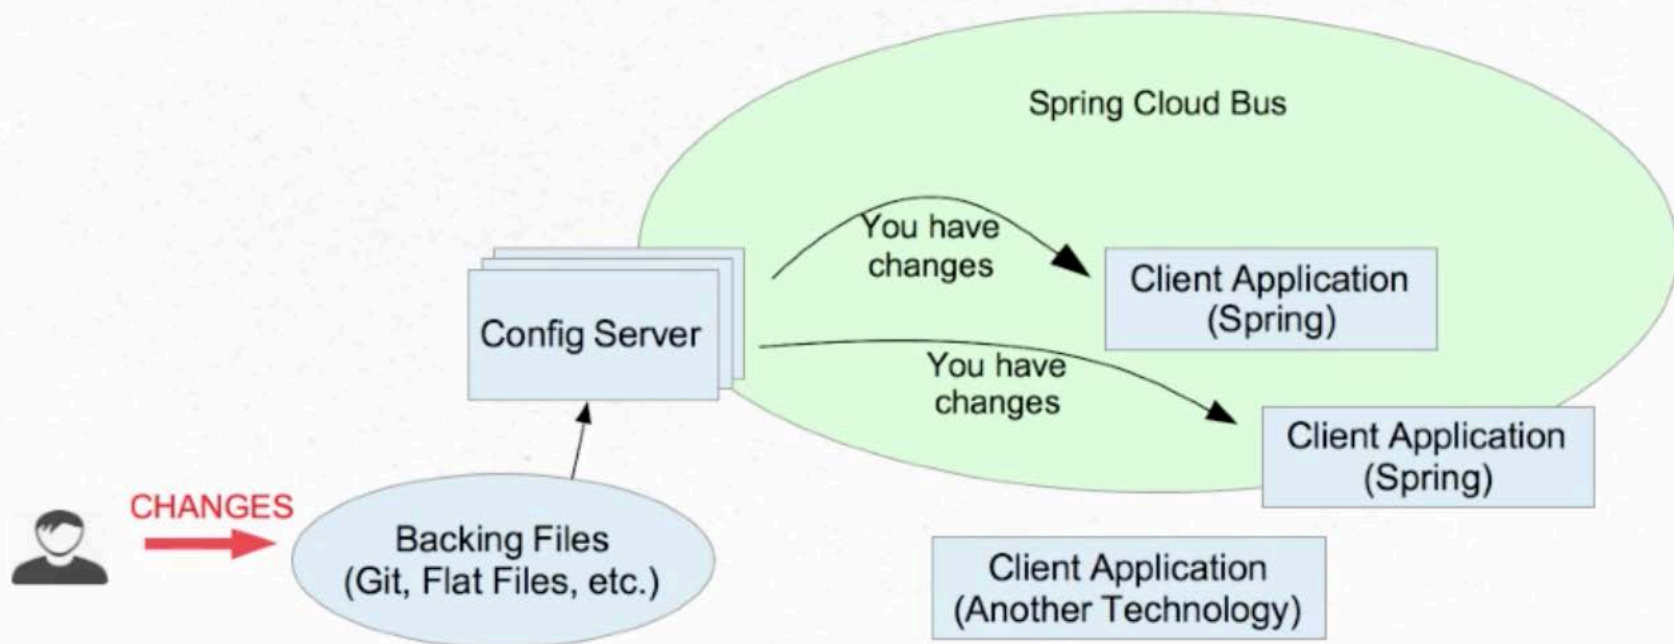 Spring Cloud Bus
You have
changes
Client Application
(Spring)
Config Server
You have
changes
Client Application
(Spring)
CHANGES
Backing Files
(Git, Flat Files, etc.)
Client Application
(Another Technology)